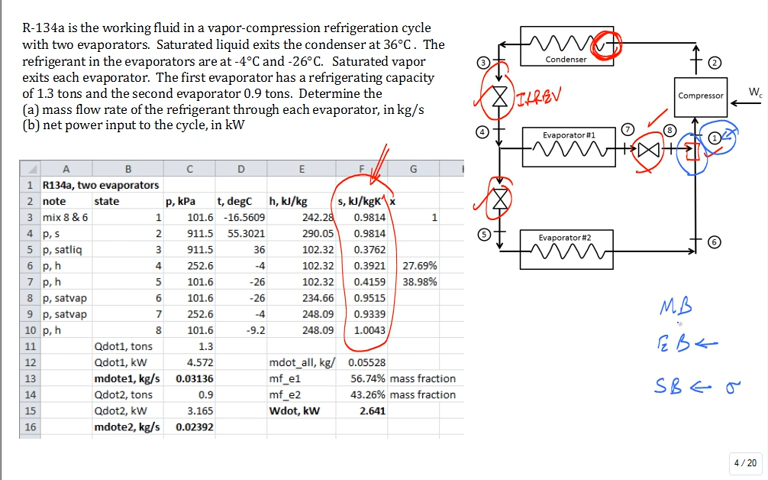 R-134a is the working fluid in a vapor-compression refrigeration cycle
with two evaporators. Saturated liquid exits the condenser at 36°C. The
refrigerant in the evaporators are at -4°C and -26°C. Saturated vapor
exits each evaporator. The first evaporator has a refrigerating capacity
of 1.3 tons and the second evaporator 0.9 tons. Determine the
(a) mass flow rate of the refrigerant through each evaporator, in kg/s
(b) net power input to the cycle, in kW
A B C D E F G
1 R134a, two evaporators
2 note state p, kPa t, degC h, kJ/kg s, kJ/kgK x
3 mix 8 & 6 1 101.6 -16.5609 242.28 0.9814 1
4 p, s 2 911.5 55.3021 290.05 0.9814
5 p, satliq 3 911.5 36 102.32 0.3762
6 p, h 4 252.6 -4 102.32 0.3921 27.69%
7 p, h 5 101.6 -26 102.32 0.4159 38.98%
8 p, satvap 6 101.6 -26 234.66 0.9515
9 p, satvap 7 252.6 -4 248.09 0.9339
10 p, h 8 101.6 -9.2 248.09 1.0043
11 Qdot1, tons 1.3
12 Qdot1, kW 4.572 mdot_all, kg/ 0.05528
13 mdote1, kg/s 0.03136 mf_e1 56.74% mass fraction
14 Qdot2, tons 0.9 mf_e2 43.26% mass fraction
15 Qdot2, kW 3.165 Wdot, kW 2.641
16 mdote2, kg/s 0.02392
Condenser
3
2
IRREV
Compressor
Wc
4
Evaporator#1
7
8
1
5
Evaporator#2
6
MB
EB ←
SB ← σ
4 / 20